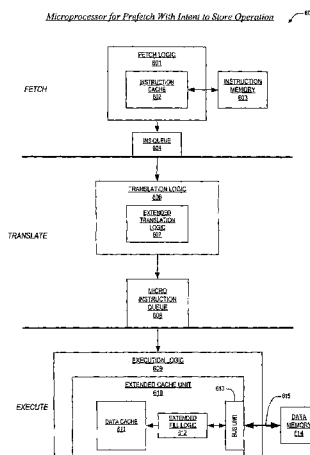 Microprocessor for Prefetch With Intent to Store Operation
FETCH LOGIC
601
INSTRUCTION
CACHE
602
INSTRUCTION
MEMORY
603
FETCH
INS QUEUE
604
TRANSLATION LOGIC
606
EXTENDED
TRANSLATION
LOGIC
607
TRANSLATE
MICRO
INSTRUCTION
QUEUE
608
EXECUTION LOGIC
609
EXTENDED CACHE UNIT
610
613
615
EXECUTE
DATA CACHE
611
EXTENDED
FILL LOGIC
612
BUS UNIT
DATA
MEMORY
614